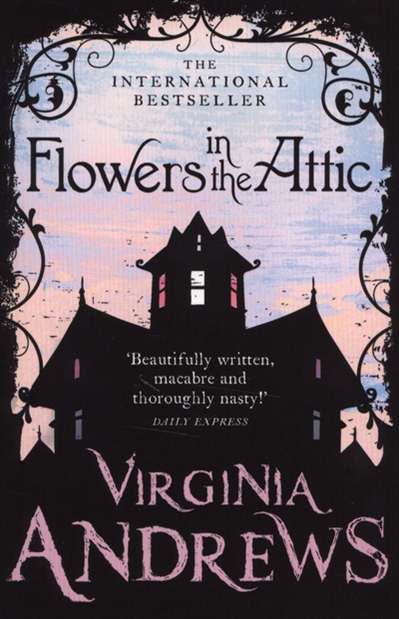 THE
INTERNATIONAL
BESTSELLER
Flowers in the Attic
'Beautifully written,
macabre and
thoroughly nasty!'
DAILY EXPRESS
VIRGINIA
ANDREWS